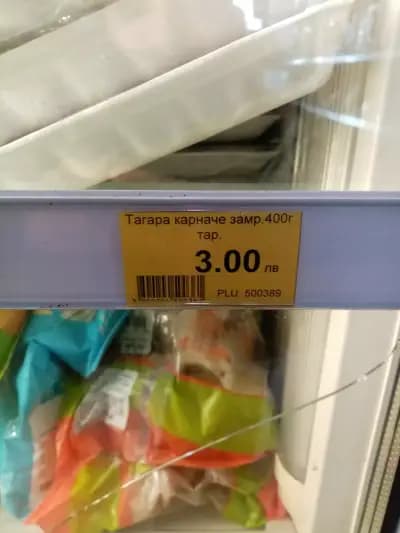 Тагара карначе замр.400г
тар.
3.00 лв
PLU 500389